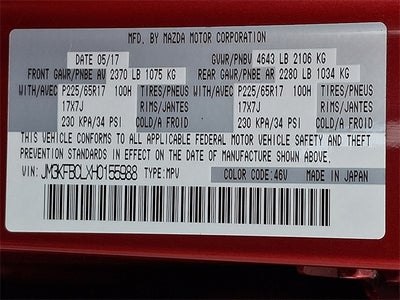 MFD. BY MAZDA MOTOR CORPORATION
DATE 05/17 GVWR/PNBV 4643 LB 2106 KG
FRONT GAWR/PNBE AV 2370 LB 1075 KG REAR GAWR/PNBE AR 2280 LB 1034 KG
WITH/AVEC P225/65R17 100H TIRES/PNEUS WITH/AVEC P225/65R17 100H TIRES/PNEUS
17X7J RIMS/JANTES 17X7J RIMS/JANTES
230 KPA/34 PSI COLD/A FROID 230 KPA/34 PSI COLD/A FROID
THIS VEHICLE CONFORMS TO ALL APPLICABLE FEDERAL MOTOR VEHICLE SAFETY AND THEFT
PREVENTION STANDARDS IN EFFECT ON THE DATE OF MANUFACTURE SHOWN ABOVE.
VIN: JM3KFBCLXH0155988 TYPE: MPV COLOR CODE: 46V MADE IN JAPAN